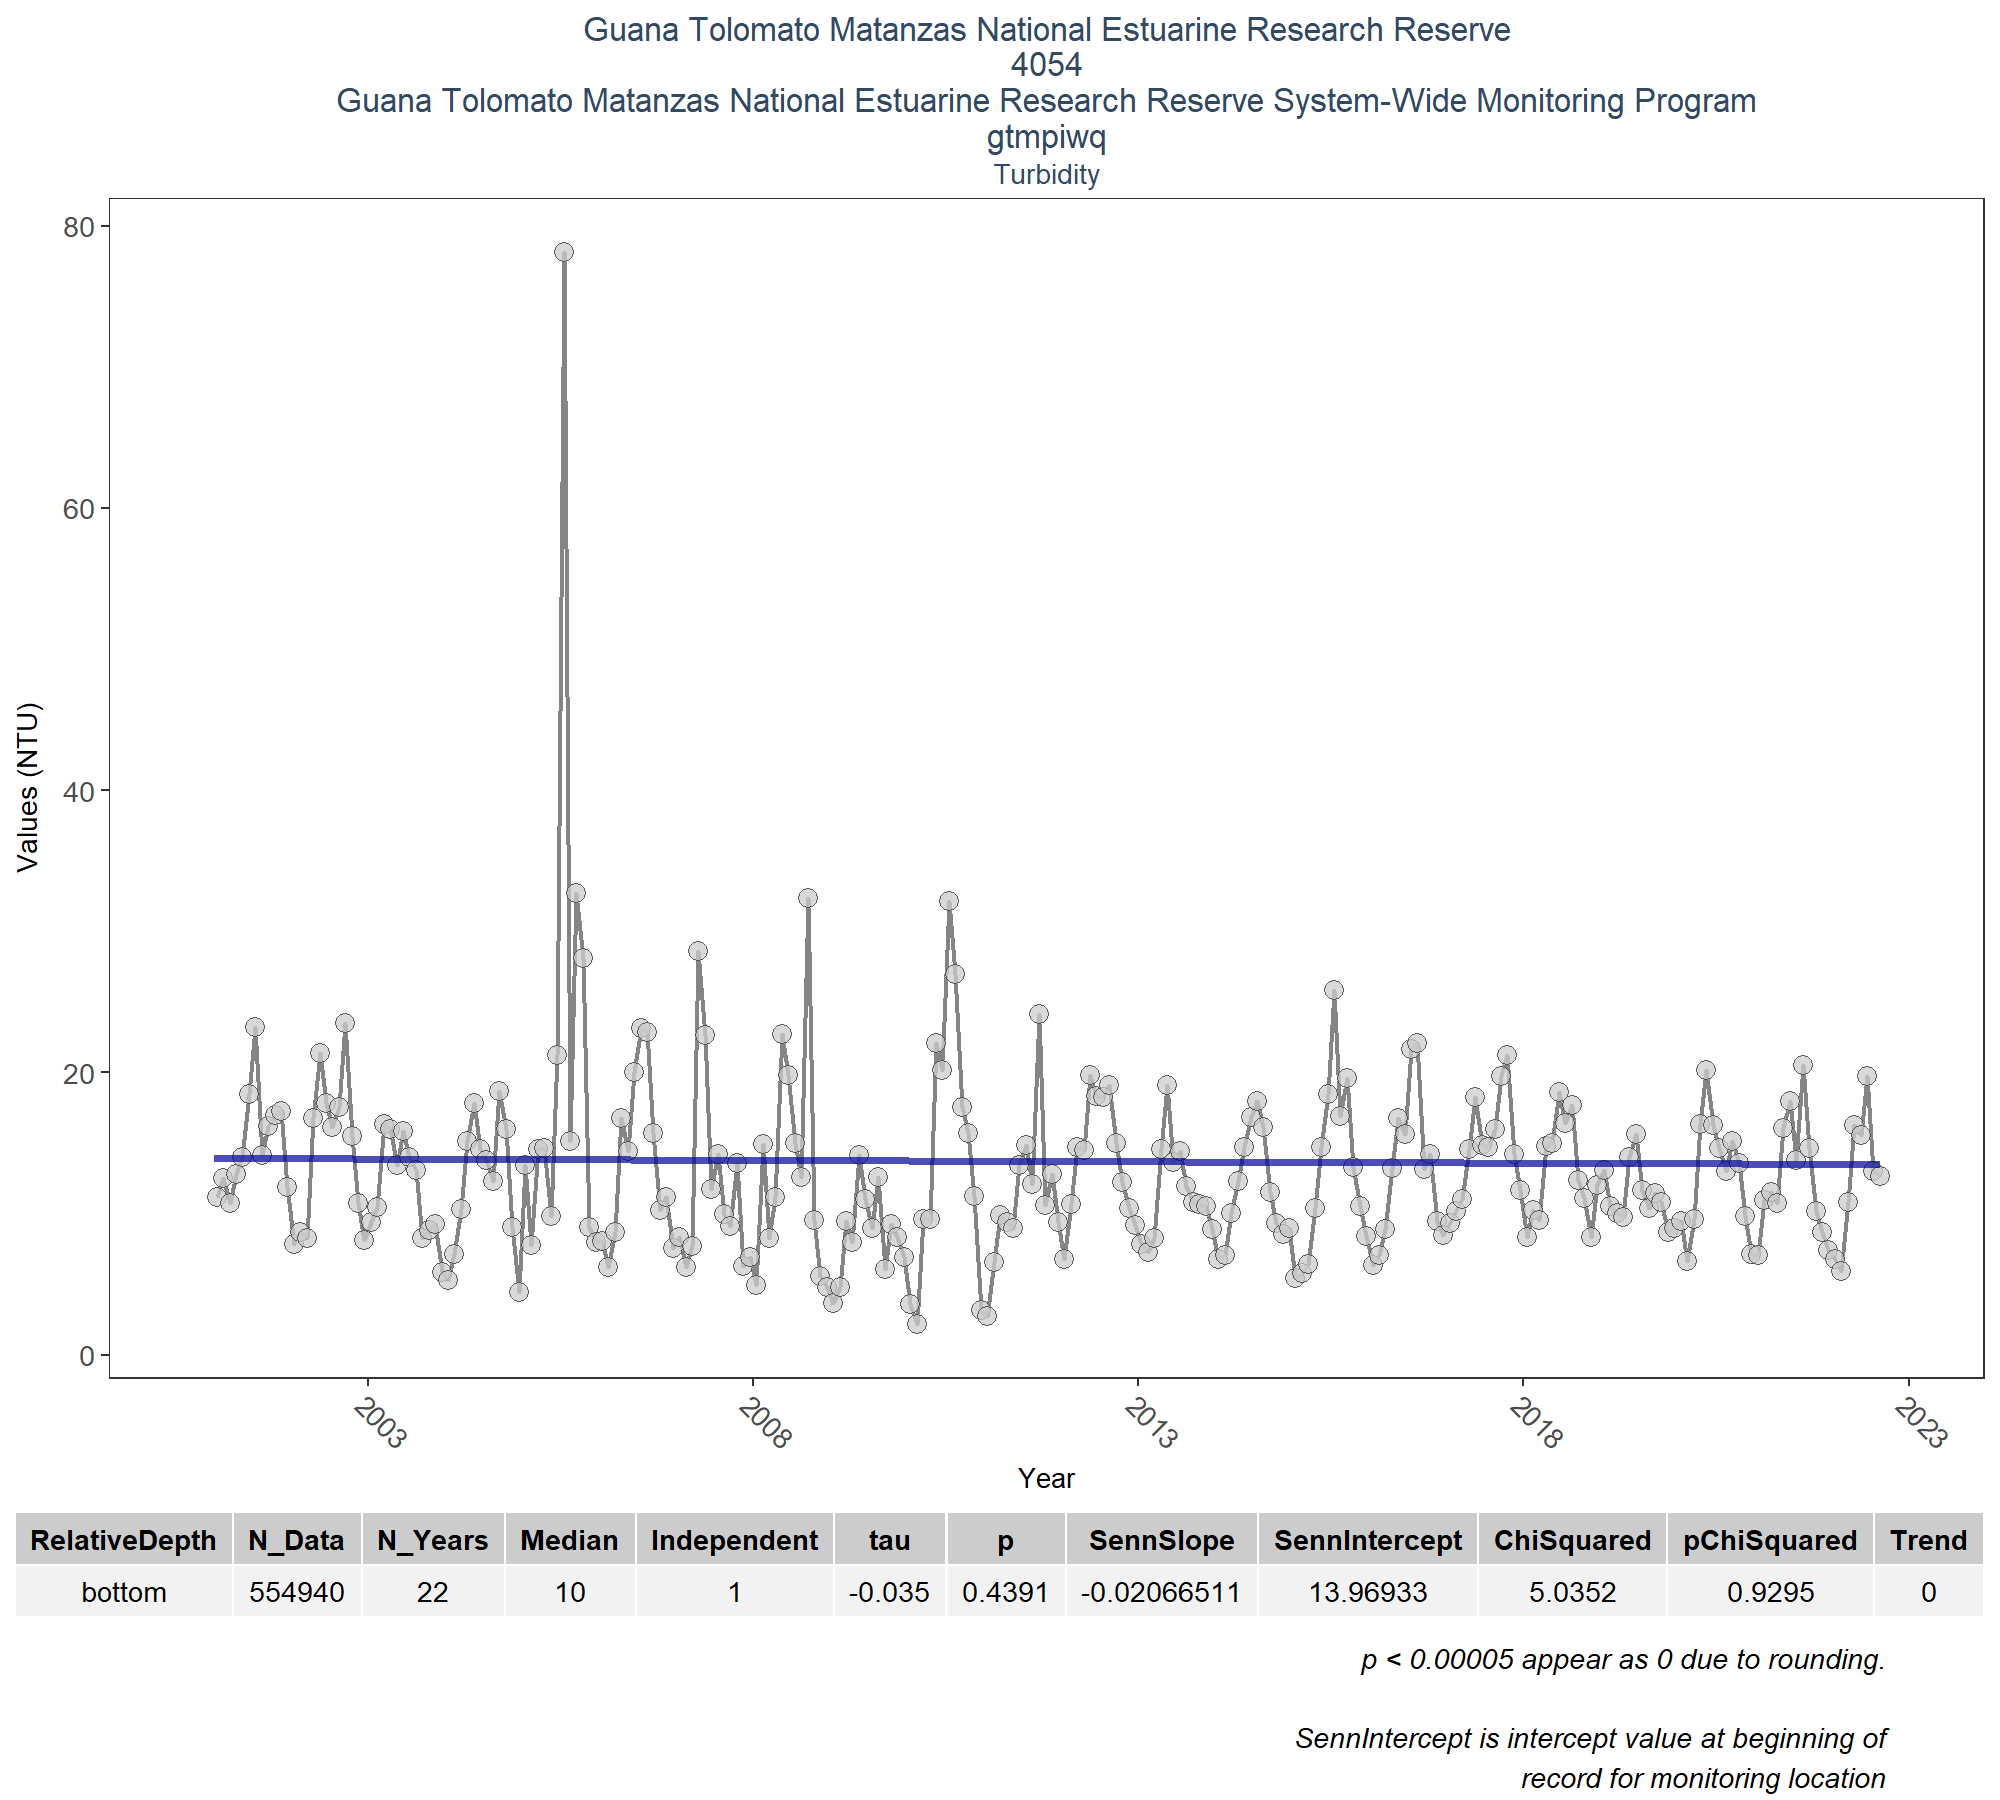 Guana Tolomato Matanzas National Estuarine Research Reserve
4054
Guana Tolomato Matanzas National Estuarine Research Reserve System-Wide Monitoring Program
gtmpiwq
Turbidity
Values (NTU)
80
60
40
20
0
2003 2008 2013 2018 2023
Year
RelativeDepth N_Data N_Years Median Independent tau p SennSlope SennIntercept ChiSquared pChiSquared Trend
bottom 554940 22 10 1 -0.035 0.4391 -0.02066511 13.96933 5.0352 0.9295 0
p < 0.00005 appear as 0 due to rounding.
SennIntercept is intercept value at beginning of
record for monitoring location